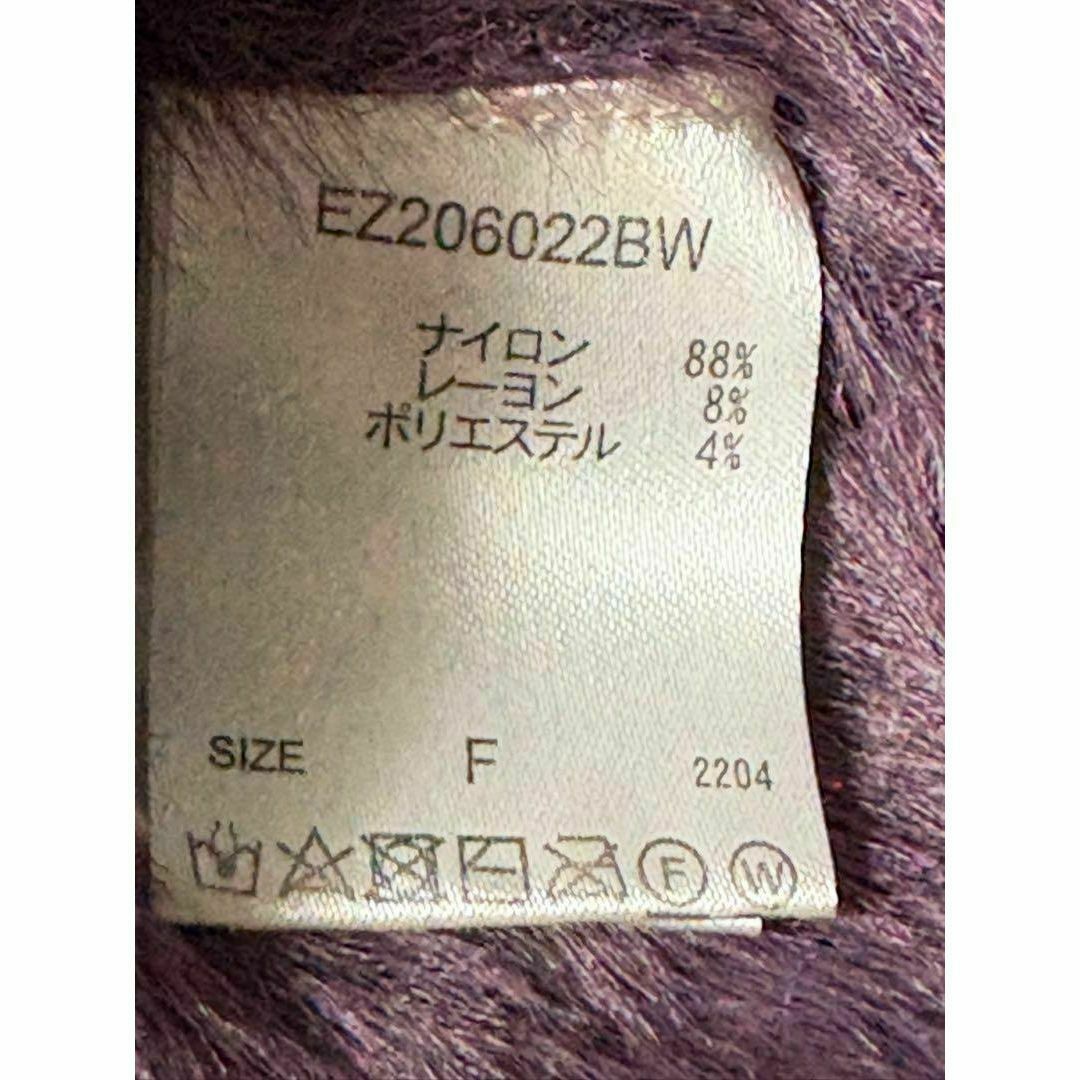 EZ206022BW
ナイロン 88%
レーヨン 8%
ポリエステル 4%
SIZE F 2204
F W